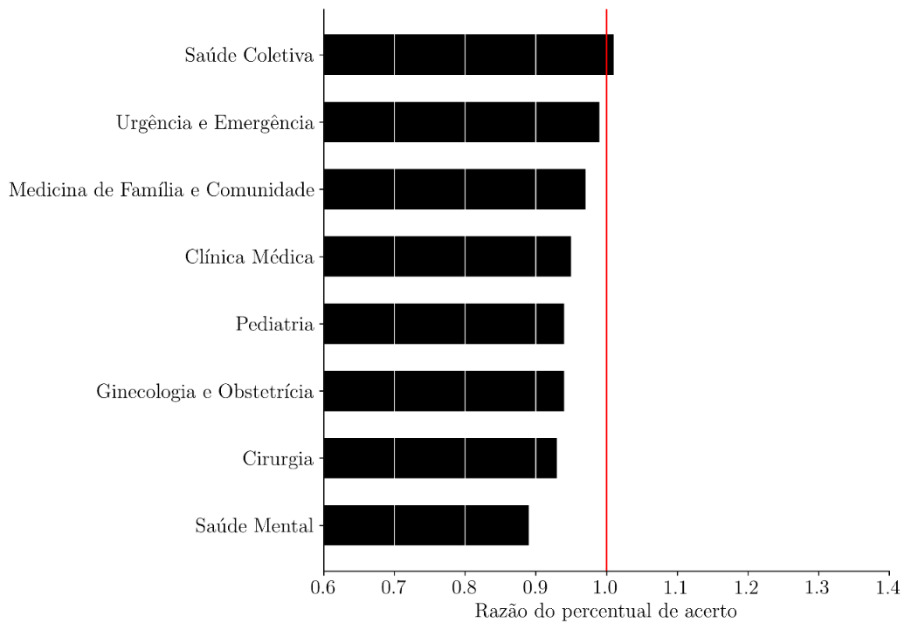 Saúde Coletiva
Urgência e Emergência
Medicina de Família e Comunidade
Clínica Médica
Pediatria
Ginecologia e Obstetrícia
Cirurgia
Saúde Mental
0.6 0.7 0.8 0.9 1.0 1.1 1.2 1.3 1.4
Razão do percentual de acerto